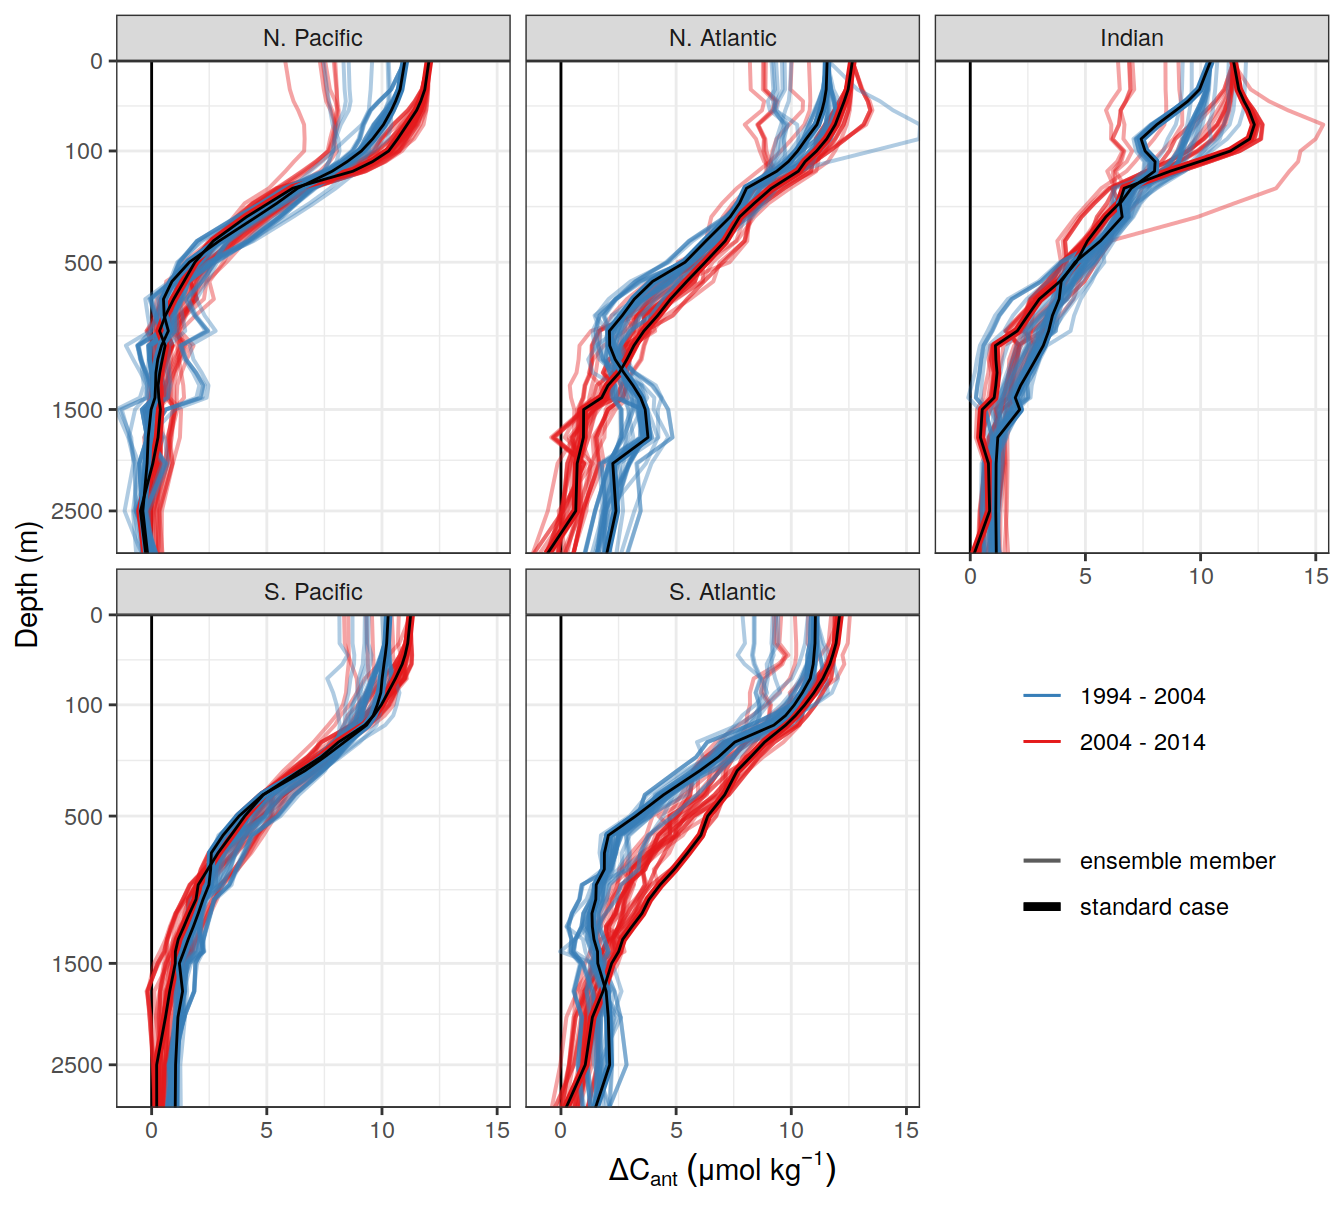 N. Pacific
N. Atlantic
Indian
0
100
500
1500
2500
0
5
10
15
S. Pacific
S. Atlantic
0
100
500
1500
2500
0
5
10
15
0
5
10
15
Depth (m)
ΔCant (μmol kg−1)
1994 - 2004
2004 - 2014
ensemble member
standard case